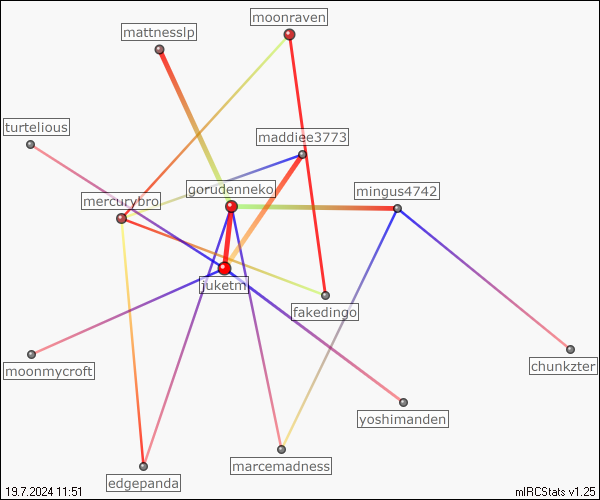 moonraven
mattnesslp
turtelious
maddiee3773
gorudenneko
mingus4742
mercurybro
juketm
fakedingo
moonmycroft
chunkzter
yoshimanden
marcemadness
edgepanda
19.7.2024 11:51
mIRCStats v1.25